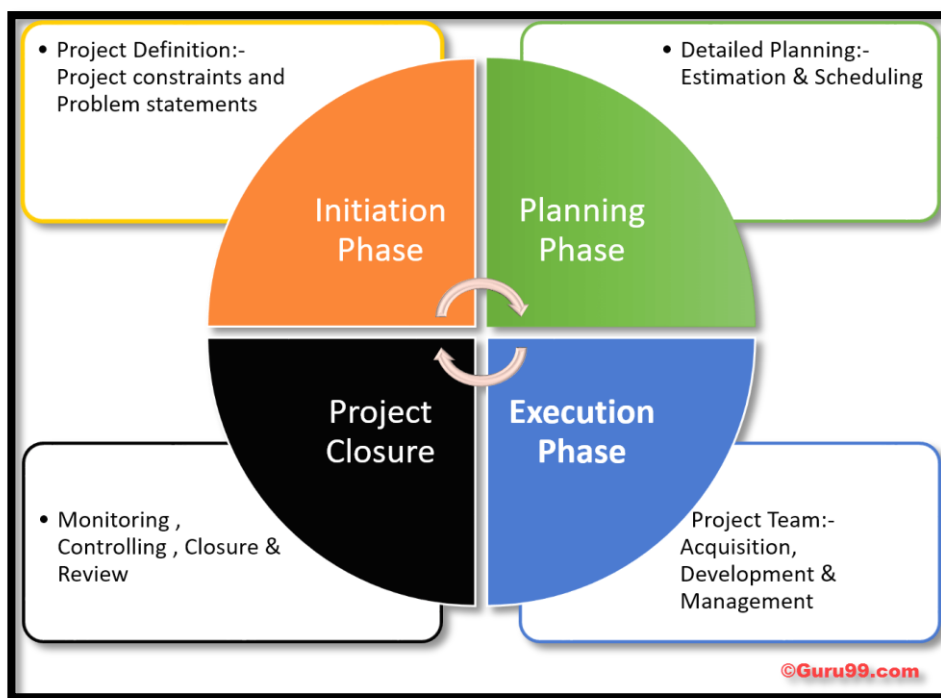 • Project Definition:-
Project constraints and
Problem statements
• Detailed Planning:-
Estimation & Scheduling
Initiation
Phase
Planning
Phase
Project
Closure
Execution
Phase
• Monitoring ,
Controlling , Closure &
Review
Project Team:-
Acquisition,
Development &
Management
©Guru99.com